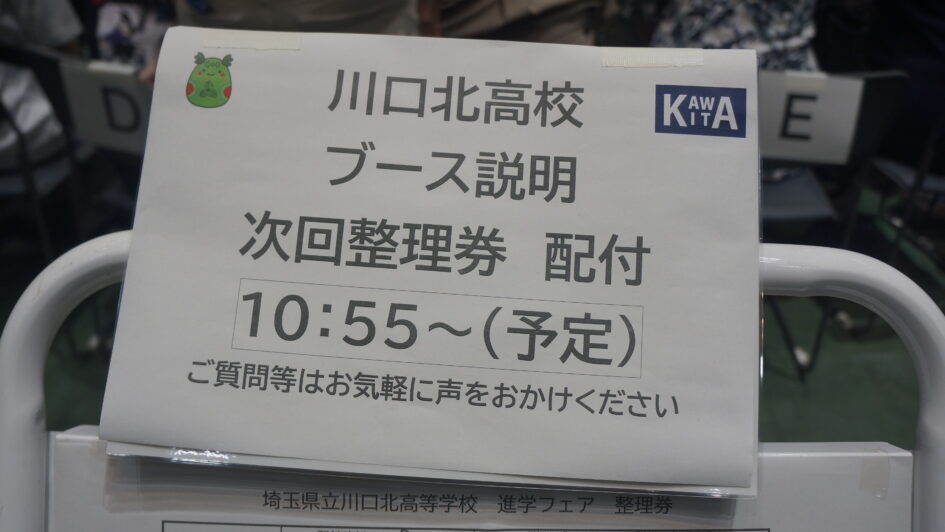 川口北高校
KAWA
KITA
ブース説明
次回整理券　配付
10:55～(予定)
ご質問等はお気軽に声をおかけください
D
E
埼玉県立川口北高等学校　進学フェア　整理券